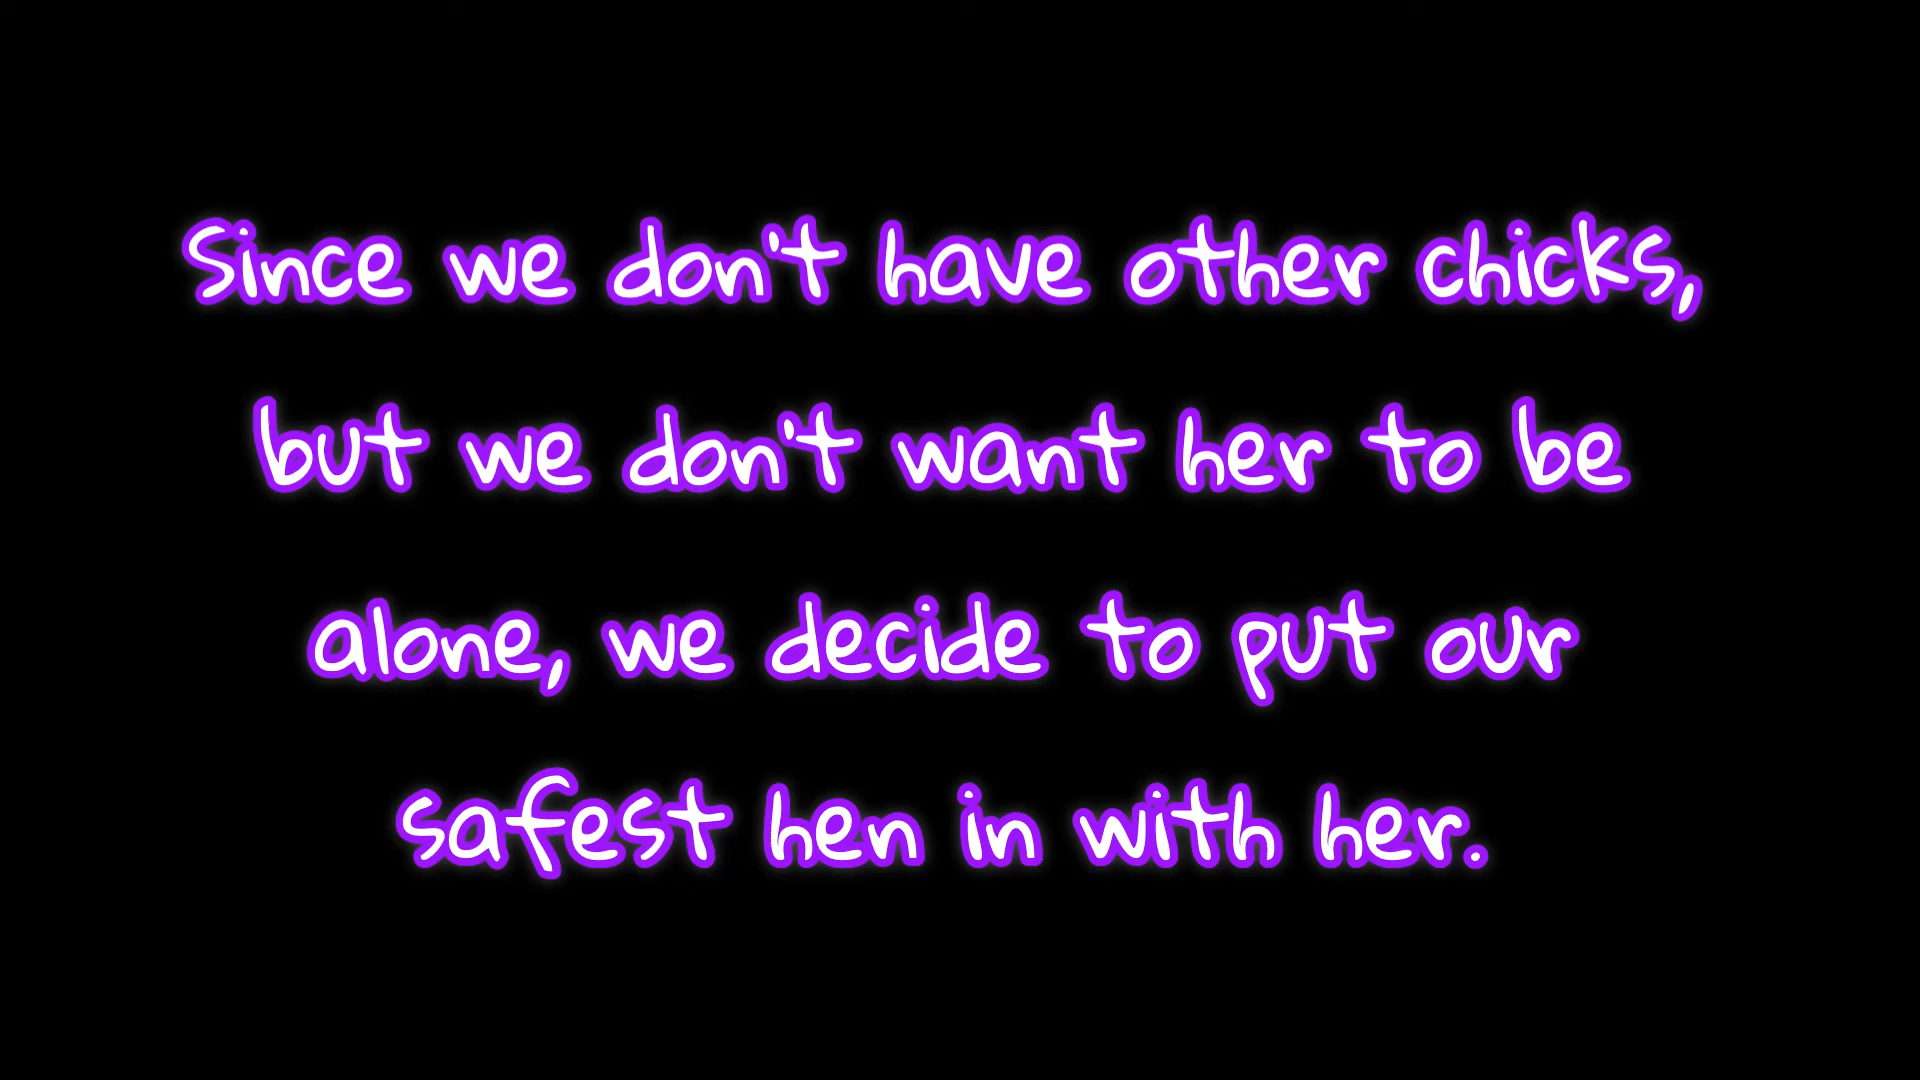 Since we don't have other chicks,
but we don't want her to be
alone, we decide to put our
safest hen in with her.